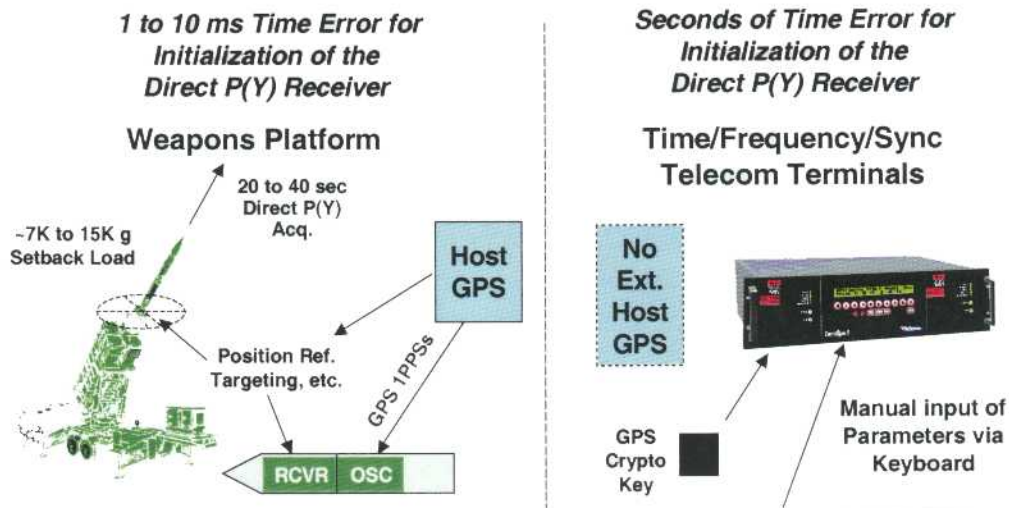 1 to 10 ms Time Error for
Initialization of the
Direct P(Y) Receiver
Weapons Platform
20 to 40 sec
Direct P(Y)
Acq.
~7K to 15K g
Setback Load
Host
GPS
Position Ref.
Targeting, etc.
GPS 1PPSs
RCVR
OSC
Seconds of Time Error for
Initialization of the
Direct P(Y) Receiver
Time/Frequency/Sync
Telecom Terminals
No
Ext.
Host
GPS
GPS
Crypto
Key
Manual input of
Parameters via
Keyboard